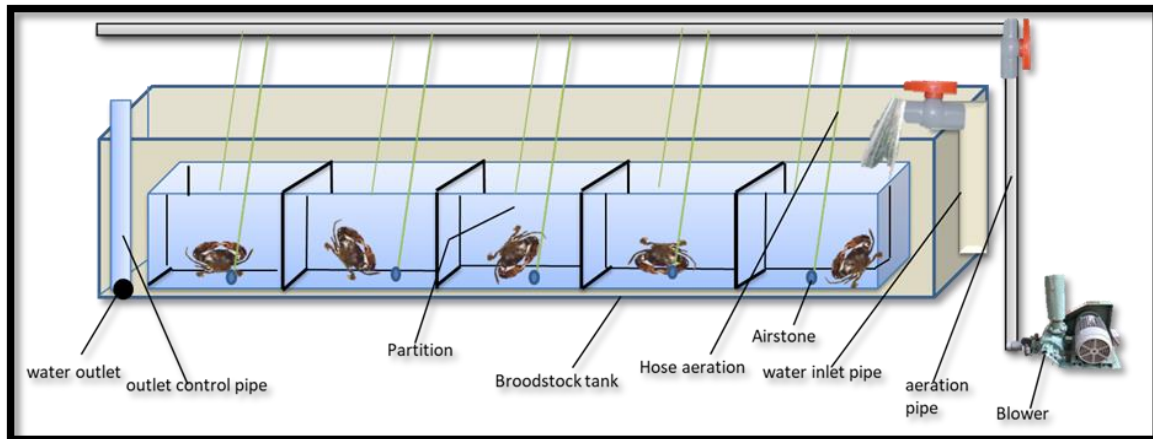 water outlet
outlet control pipe
Partition
Broodstock tank
Hose aeration
Airstone
water inlet pipe
aeration
pipe
Blower